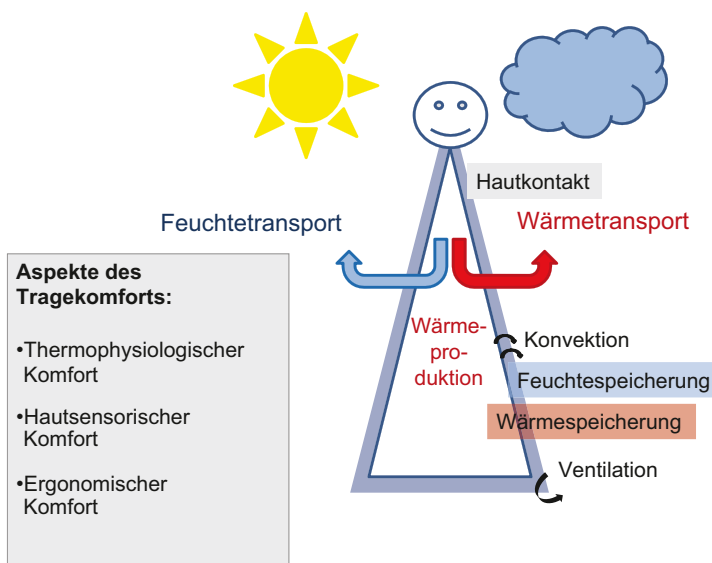 Hautkontakt
Feuchtetransport
Wärmetransport
Aspekte des
Tragekomforts:
•Thermophysiologischer
Komfort
•Hautsensorischer
Komfort
•Ergonomischer
Komfort
Wärme-
pro-
duktion
Konvektion
Feuchtespeicherung
Wärmespeicherung
Ventilation